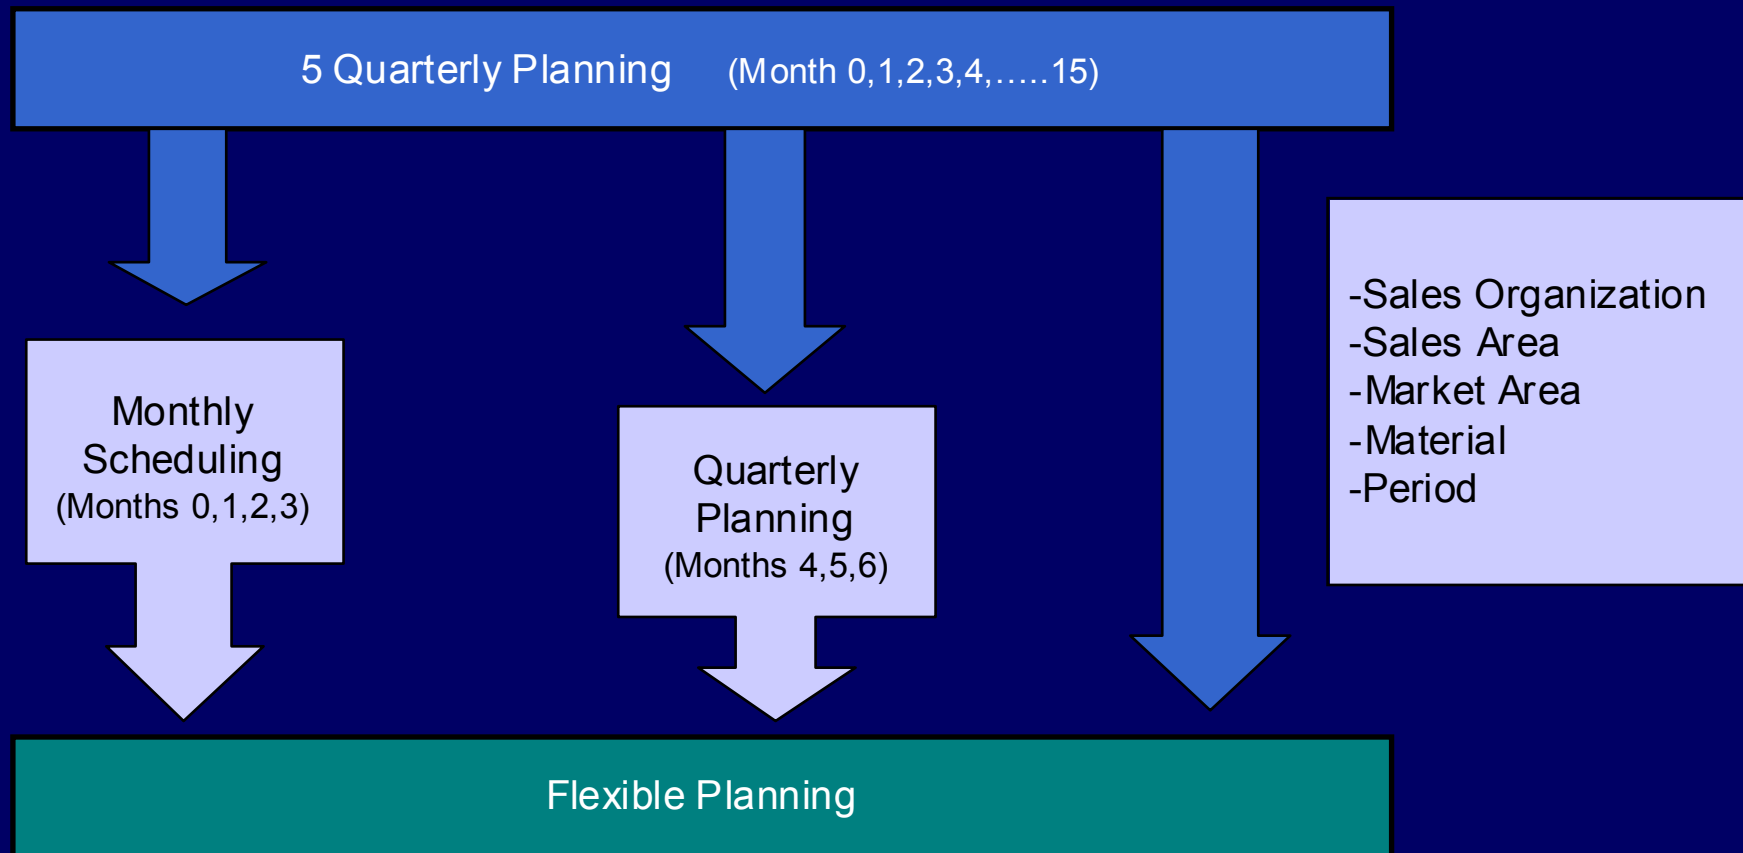 5 Quarterly Planning (Month 0,1,2,3,4,.....15)
Monthly
Scheduling
(Months 0,1,2,3)
Quarterly
Planning
(Months 4,5,6)
-Sales Organization
-Sales Area
-Market Area
-Material
-Period
Flexible Planning